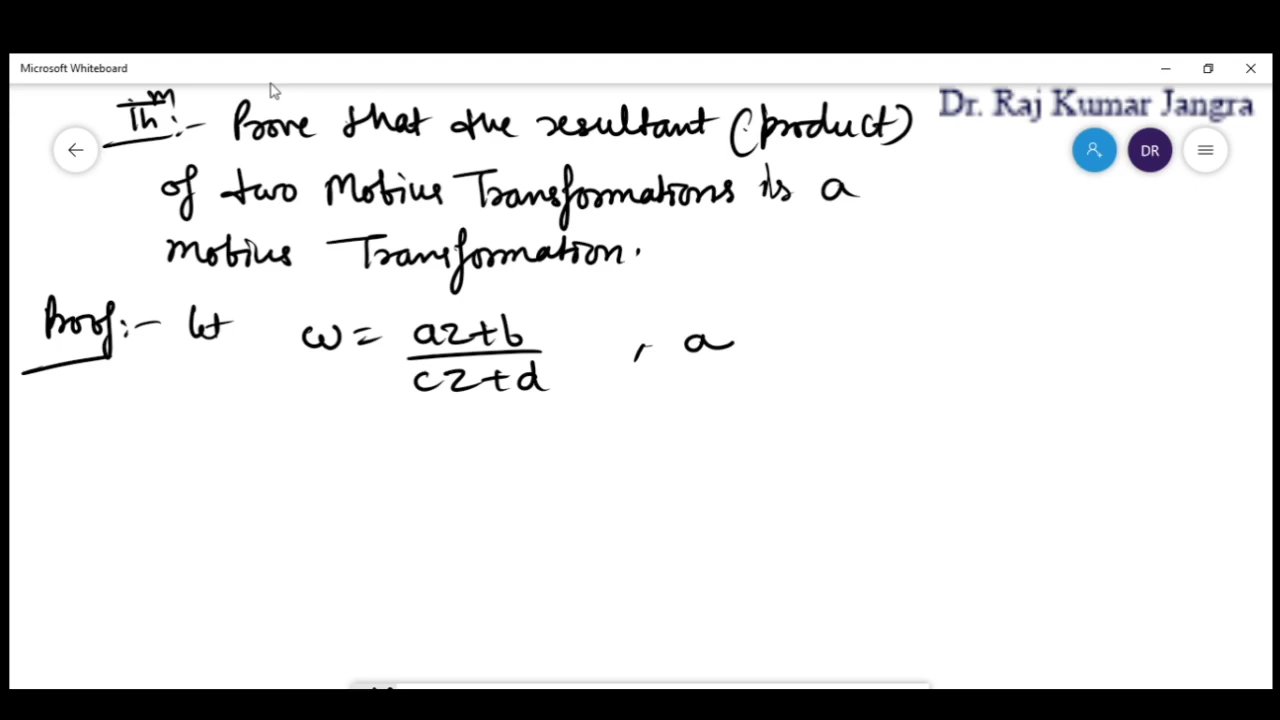 Microsoft Whiteboard
Dr. Raj Kumar Jangra
Thm:- Prove that the resultant (product)
DR
of two Mobius Transformations is a
Mobius Transformation.
Proof:- let ω = az+b / cz+d , a